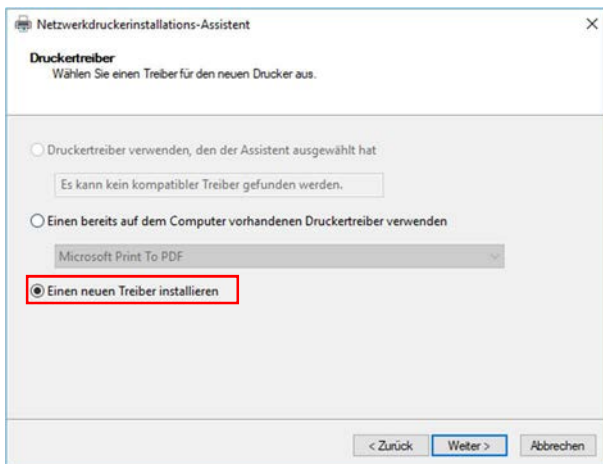 Netzwerkdruckerinstallations-Assistent
Druckertreiber
Wählen Sie einen Treiber für den neuen Drucker aus.
Druckertreiber verwenden, den der Assistent ausgewählt hat
Es kann kein kompatibler Treiber gefunden werden.
Einen bereits auf dem Computer vorhandenen Druckertreiber verwenden
Microsoft Print To PDF
Einen neuen Treiber installieren
< Zurück Weiter > Abbrechen